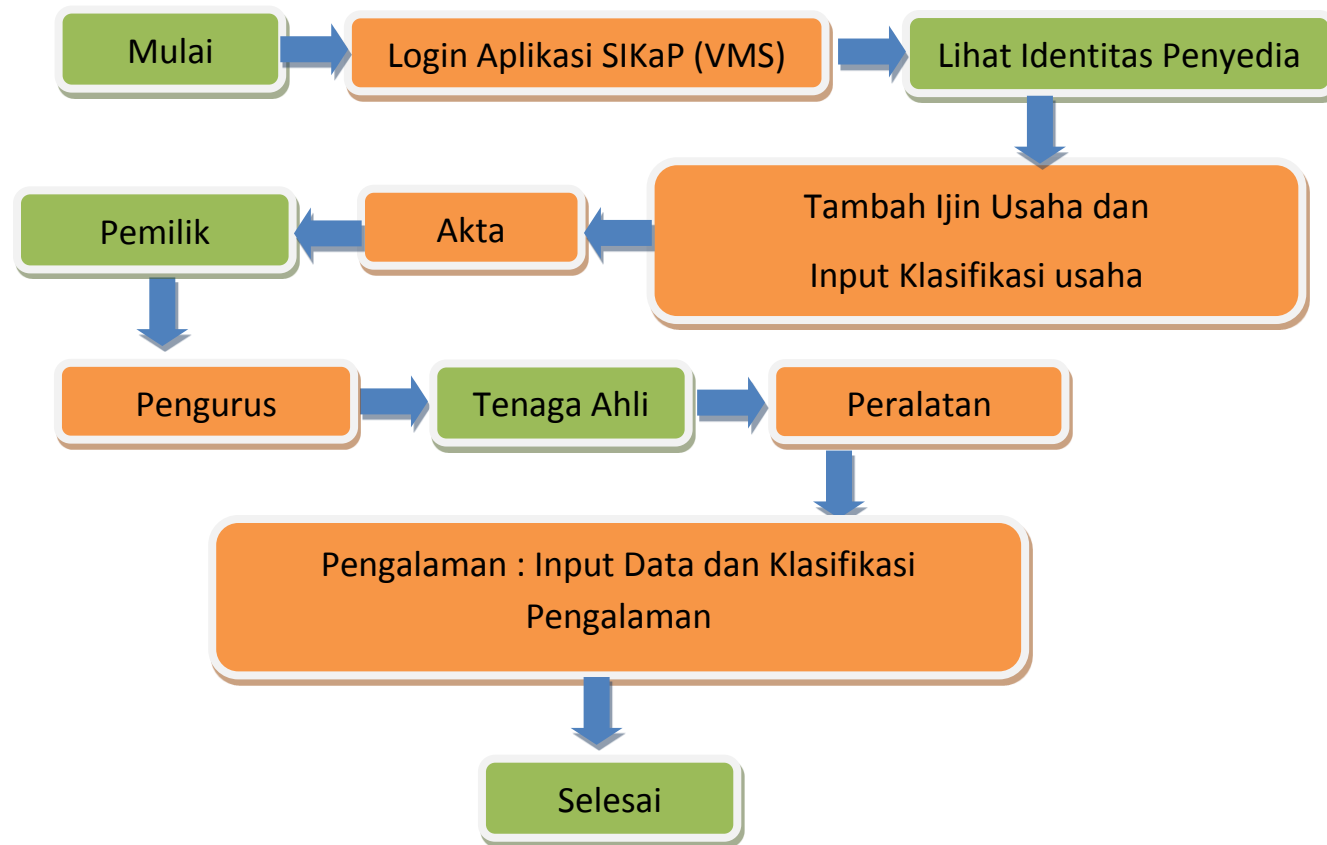 Mulai
Login Aplikasi SIKaP (VMS)
Lihat Identitas Penyedia
Tambah Ijin Usaha dan
Input Klasifikasi usaha
Akta
Pemilik
Pengurus
Tenaga Ahli
Peralatan
Pengalaman : Input Data dan Klasifikasi
Pengalaman
Selesai